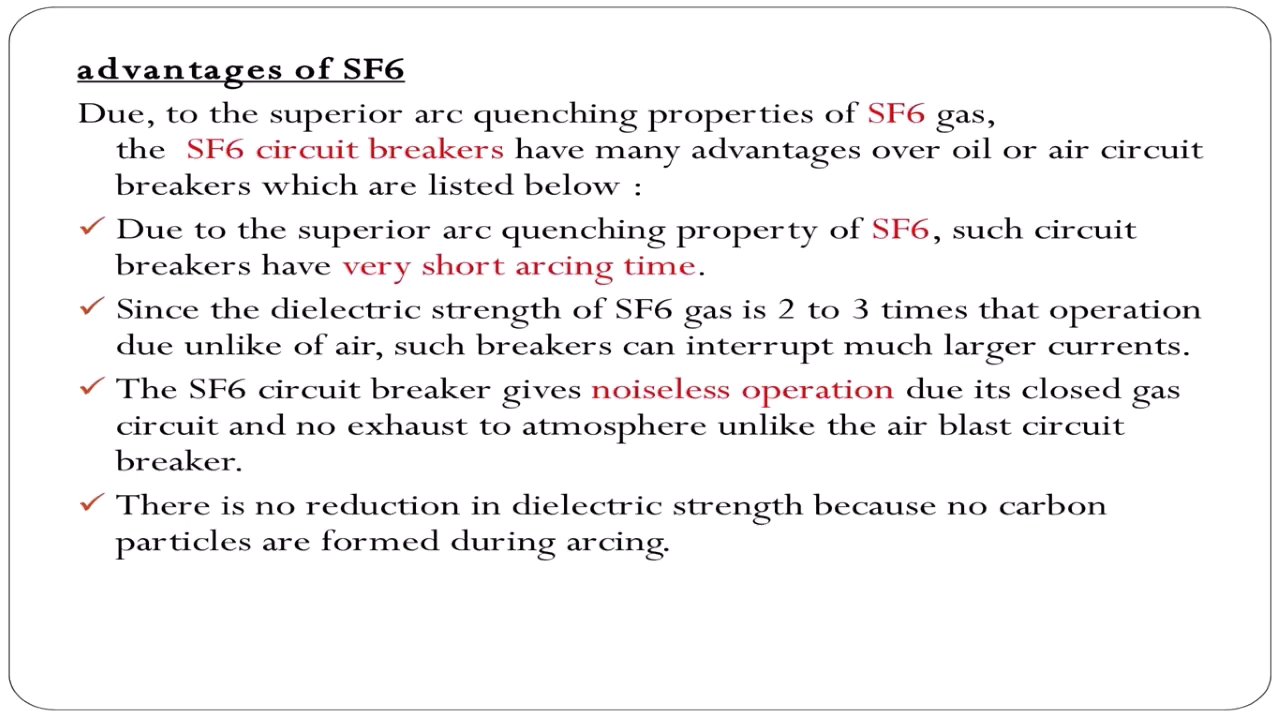 advantages of SF6
Due, to the superior arc quenching properties of SF6 gas,
the SF6 circuit breakers have many advantages over oil or air circuit
breakers which are listed below :
✓ Due to the superior arc quenching property of SF6, such circuit
breakers have very short arcing time.
✓ Since the dielectric strength of SF6 gas is 2 to 3 times that operation
due unlike of air, such breakers can interrupt much larger currents.
✓ The SF6 circuit breaker gives noiseless operation due its closed gas
circuit and no exhaust to atmosphere unlike the air blast circuit
breaker.
✓ There is no reduction in dielectric strength because no carbon
particles are formed during arcing.